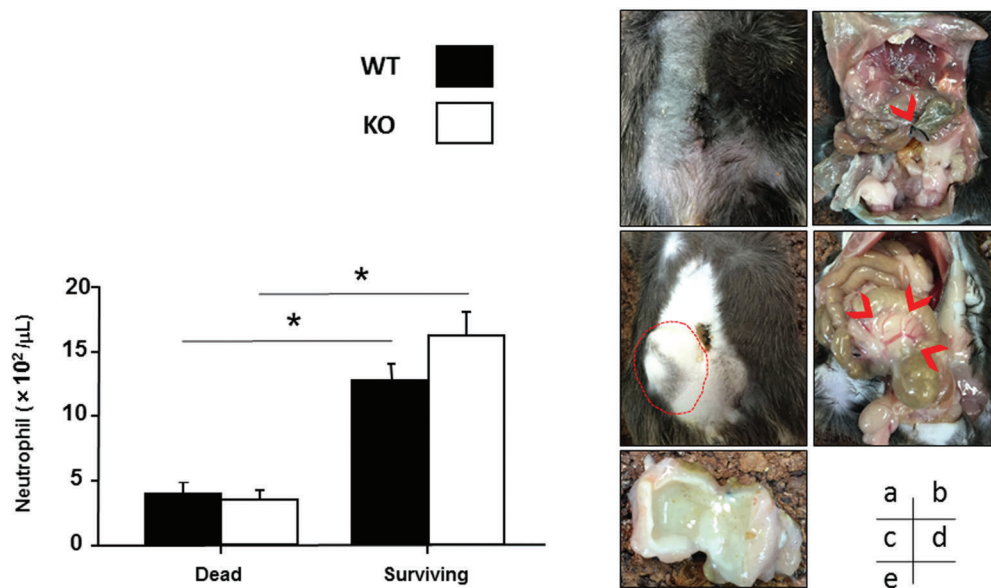 WT
KO
*
*
Neutrophil (× 10² /μL)
20
15
10
5
0
Dead
Surviving
a b
c d
e